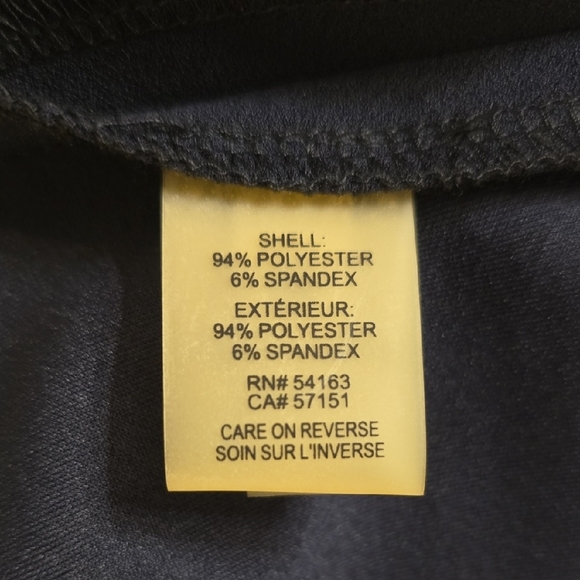 SHELL:
94% POLYESTER
6% SPANDEX
EXTÉRIEUR:
94% POLYESTER
6% SPANDEX
RN# 54163
CA# 57151
CARE ON REVERSE
SOIN SUR L'INVERSE